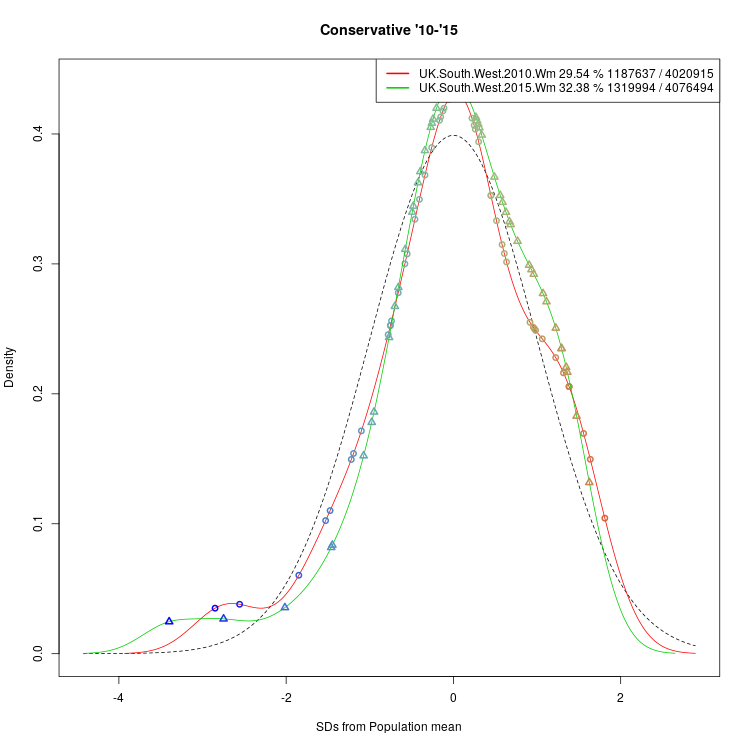 Conservative '10-'15
UK.South.West.2010.Wm 29.54 % 1187637 / 4020915
UK.South.West.2015.Wm 32.38 % 1319994 / 4076494
Density
0.4
0.3
0.2
0.1
0.0
-4 -2 0 2
SDs from Population mean